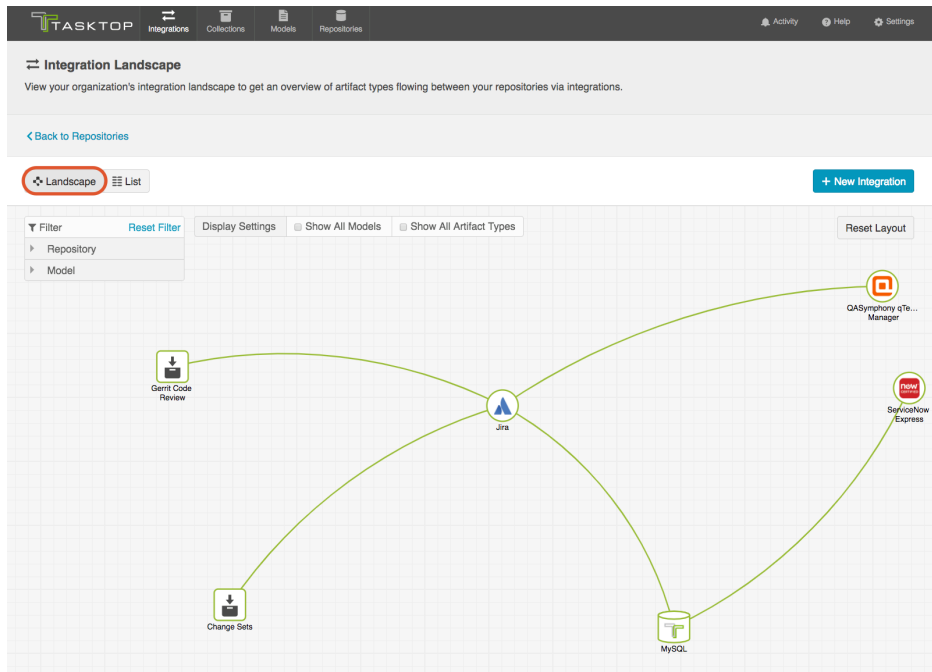 TASKTOP
Integrations
Collections
Models
Repositories
Activity
Help
Settings
Integration Landscape
View your organization's integration landscape to get an overview of artifact types flowing between your repositories via integrations.
Back to Repositories
Landscape
List
+ New Integration
Filter
Reset Filter
Display Settings
Show All Models
Show All Artifact Types
Reset Layout
Repository
Model
QASymphony qTe...
Manager
Gerrit Code
Review
now
ServiceNow
Express
Jira
Change Sets
MySQL